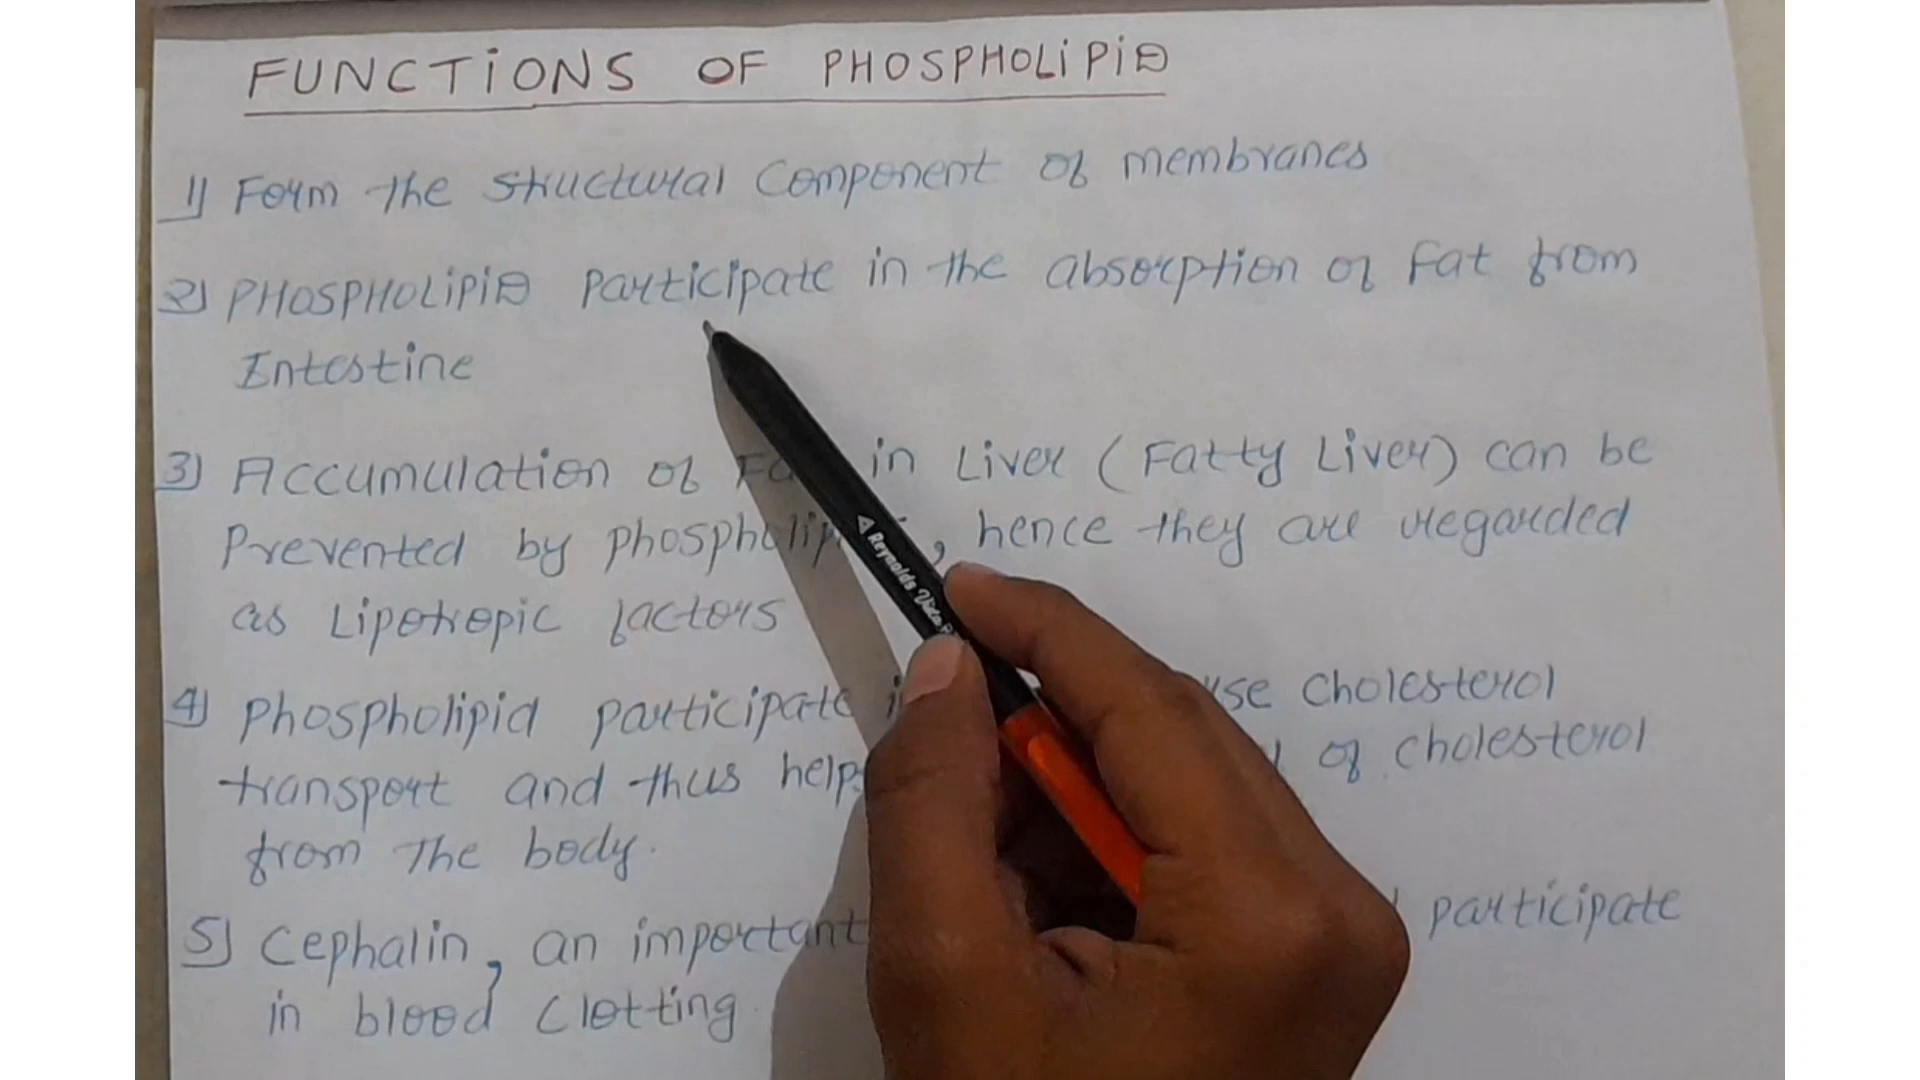 FUNCTIONS OF PHOSPHOLIPID
1) Form the structural component of membranes
2) PHOSPHOLIPID participate in the absorption of Fat from
Intestine
3) Accumulation of in Liver (Fatty Liver) can be
Prevented by , hence they are regarded
as Lipotropic factors
4) Phospholipid participate cholesterol
transport and thus of cholesterol
from The body.
5) Cephalin, an important participate
in blood clotting
Reynolds